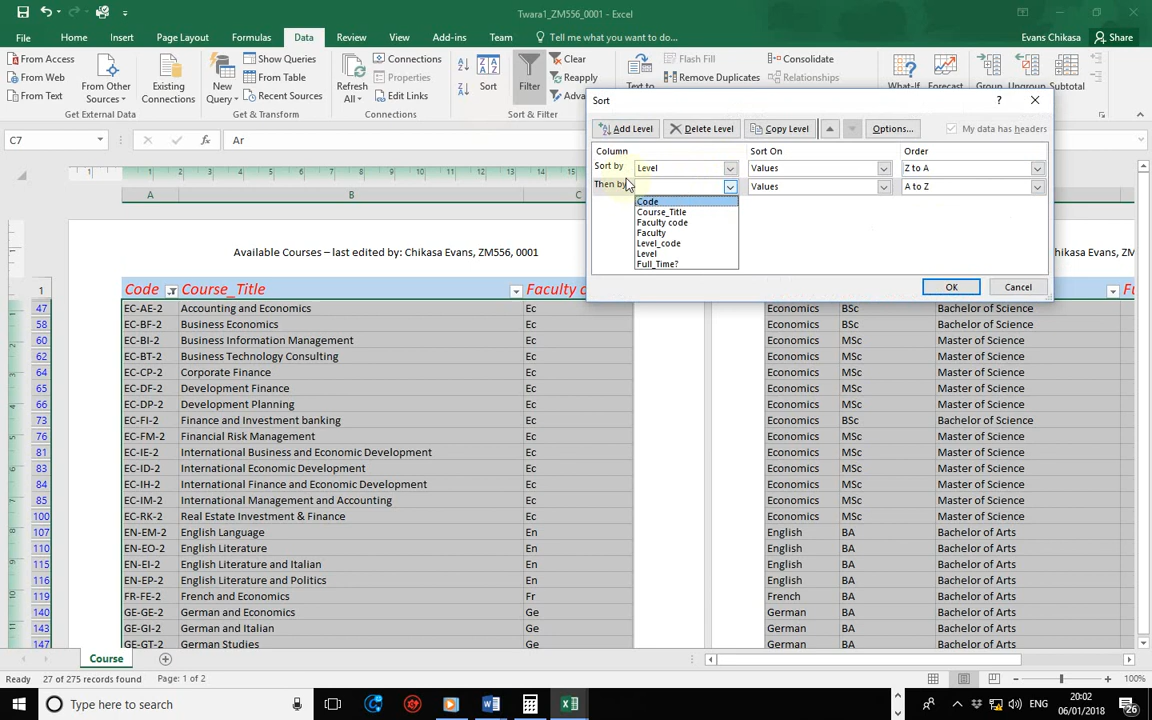 Twara1_ZM556_0001 - Excel
File Home Insert Page Layout Formulas Data Review View Add-ins Team Tell me what you want to do... Evans Chikasa Share
From Access
From Web
From Text
From Other
Sources
Existing
Connections
Get External Data
New
Query
Show Queries
From Table
Recent Sources
Get & Transform
Refresh
All
Connections
Properties
Edit Links
Connections
Sort
Filter
Clear
Reapply
Sort & Filter
Text to
Flash Fill
Remove Duplicates
Consolidate
Relationships
What-If Forecast
Group Ungroup Subtotal
Sort
Add Level Delete Level Copy Level Options... My data has headers
Column Sort On Order
Sort by Level Values Z to A
Then by Values A to Z
Code
Course_Title
Faculty code
Faculty
Level_code
Level
Full_Time?
OK Cancel
C7 Ar
A B C
Available Courses – last edited by: Chikasa Evans, ZM556, 0001
1 Code Course_Title Faculty c
47 EC-AE-2 Accounting and Economics Ec Economics BSc Bachelor of Science
58 EC-BF-2 Business Economics Ec Economics BSc Bachelor of Science
60 EC-BI-2 Business Information Management Ec Economics MSc Master of Science
62 EC-BT-2 Business Technology Consulting Ec Economics MSc Master of Science
64 EC-CP-2 Corporate Finance Ec Economics MSc Master of Science
65 EC-DF-2 Development Finance Ec Economics MSc Master of Science
66 EC-DP-2 Development Planning Ec Economics MSc Master of Science
73 EC-FI-2 Finance and Investment banking Ec Economics BSc Bachelor of Science
76 EC-FM-2 Financial Risk Management Ec Economics MSc Master of Science
81 EC-IE-2 International Business and Economic Development Ec Economics MSc Master of Science
83 EC-ID-2 International Economic Development Ec Economics MSc Master of Science
84 EC-IH-2 International Finance and Economic Development Ec Economics MSc Master of Science
85 EC-IM-2 International Management and Accounting Ec Economics MSc Master of Science
100 EC-RK-2 Real Estate Investment & Finance Ec Economics MSc Master of Science
107 EN-EM-2 English Language En English BA Bachelor of Arts
110 EN-EO-2 English Literature En English BA Bachelor of Arts
115 EN-EI-2 English Literature and Italian En English BA Bachelor of Arts
116 EN-EP-2 English Literature and Politics En English BA Bachelor of Arts
119 FR-FE-2 French and Economics Fr French BA Bachelor of Arts
140 GE-GE-2 German and Economics Ge German BA Bachelor of Arts
143 GE-GI-2 German and Italian Ge German BA Bachelor of Arts
147 GE-GT-2 German Studies Ge German BA Bachelor of Arts
Course
Ready 27 of 275 records found Page: 1 of 2 100%
Type here to search
ENG
20:02
06/01/2018
26